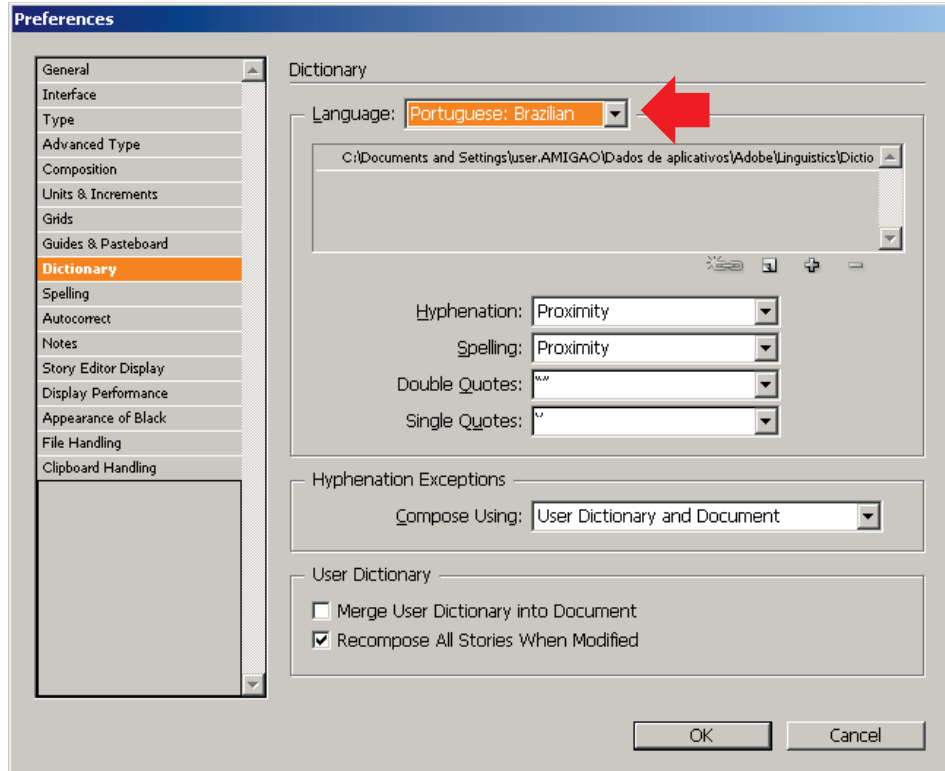 Preferences
General
Interface
Type
Advanced Type
Composition
Units & Increments
Grids
Guides & Pasteboard
Dictionary
Spelling
Autocorrect
Notes
Story Editor Display
Display Performance
Appearance of Black
File Handling
Clipboard Handling
Dictionary
Language: Portuguese: Brazilian
C:\Documents and Settings\user.AMIGAO\Dados de aplicativos\Adobe\Linguistics\Dictio
Hyphenation: Proximity
Spelling: Proximity
Double Quotes: “”
Single Quotes: ‘’
Hyphenation Exceptions
Compose Using: User Dictionary and Document
User Dictionary
Merge User Dictionary into Document
Recompose All Stories When Modified
OK Cancel